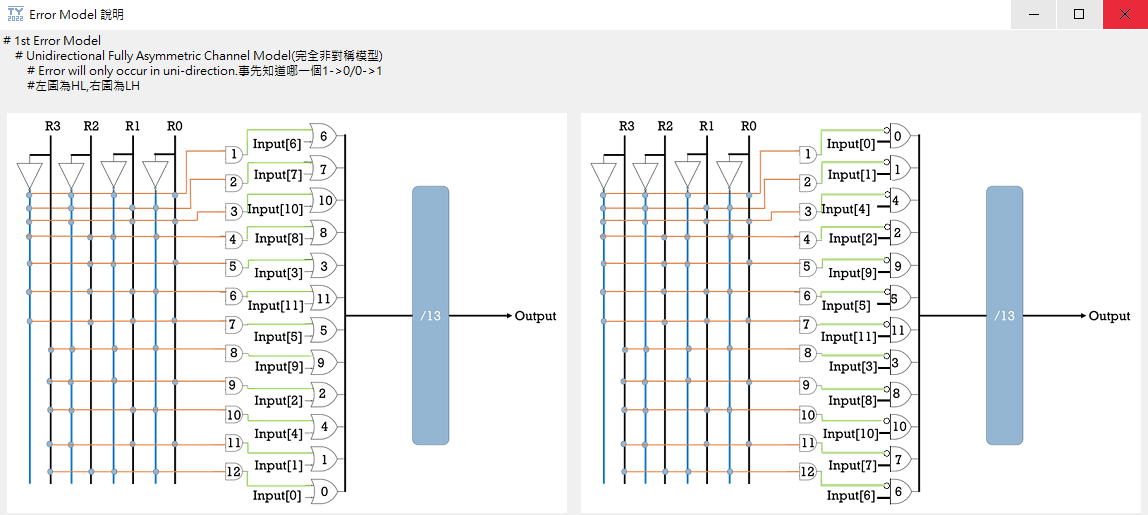 TY 2022 Error Model 說明
# 1st Error Model
# Unidirectional Fully Asymmetric Channel Model(完全非對稱模型)
# Error will only occur in uni-direction.事先知道哪一個1->0/0->1
#左圖為HL,右圖為LH
R3 R2 R1 R0
1
2
3
4
5
6
7
8
9
10
11
12
Input[6] 6
Input[7] 7
Input[10] 10
Input[8] 8
Input[3] 3
Input[11] 11
Input[5] 5
Input[9] 9
Input[2] 2
Input[4] 4
Input[1] 1
Input[0] 0
/13
Output
R3 R2 R1 R0
1
2
3
4
5
6
7
8
9
10
11
12
Input[0] 0
Input[1] 1
Input[4] 4
Input[2] 2
Input[9] 9
Input[5] 5
Input[11] 11
Input[3] 3
Input[8] 8
Input[10] 10
Input[7] 7
Input[6] 6
/13
Output